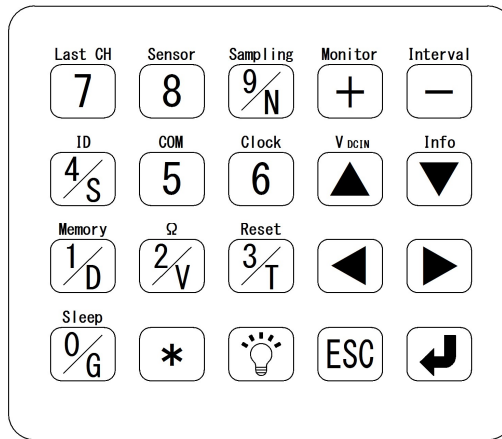 Last CH Sensor Sampling Monitor Interval
7 8 9/N + −
ID COM Clock V DCIN Info
4/S 5 6 ▲ ▼
Memory Ω Reset
1/D 2/V 3/T ◀ ▶
Sleep
0/G * ESC ↵